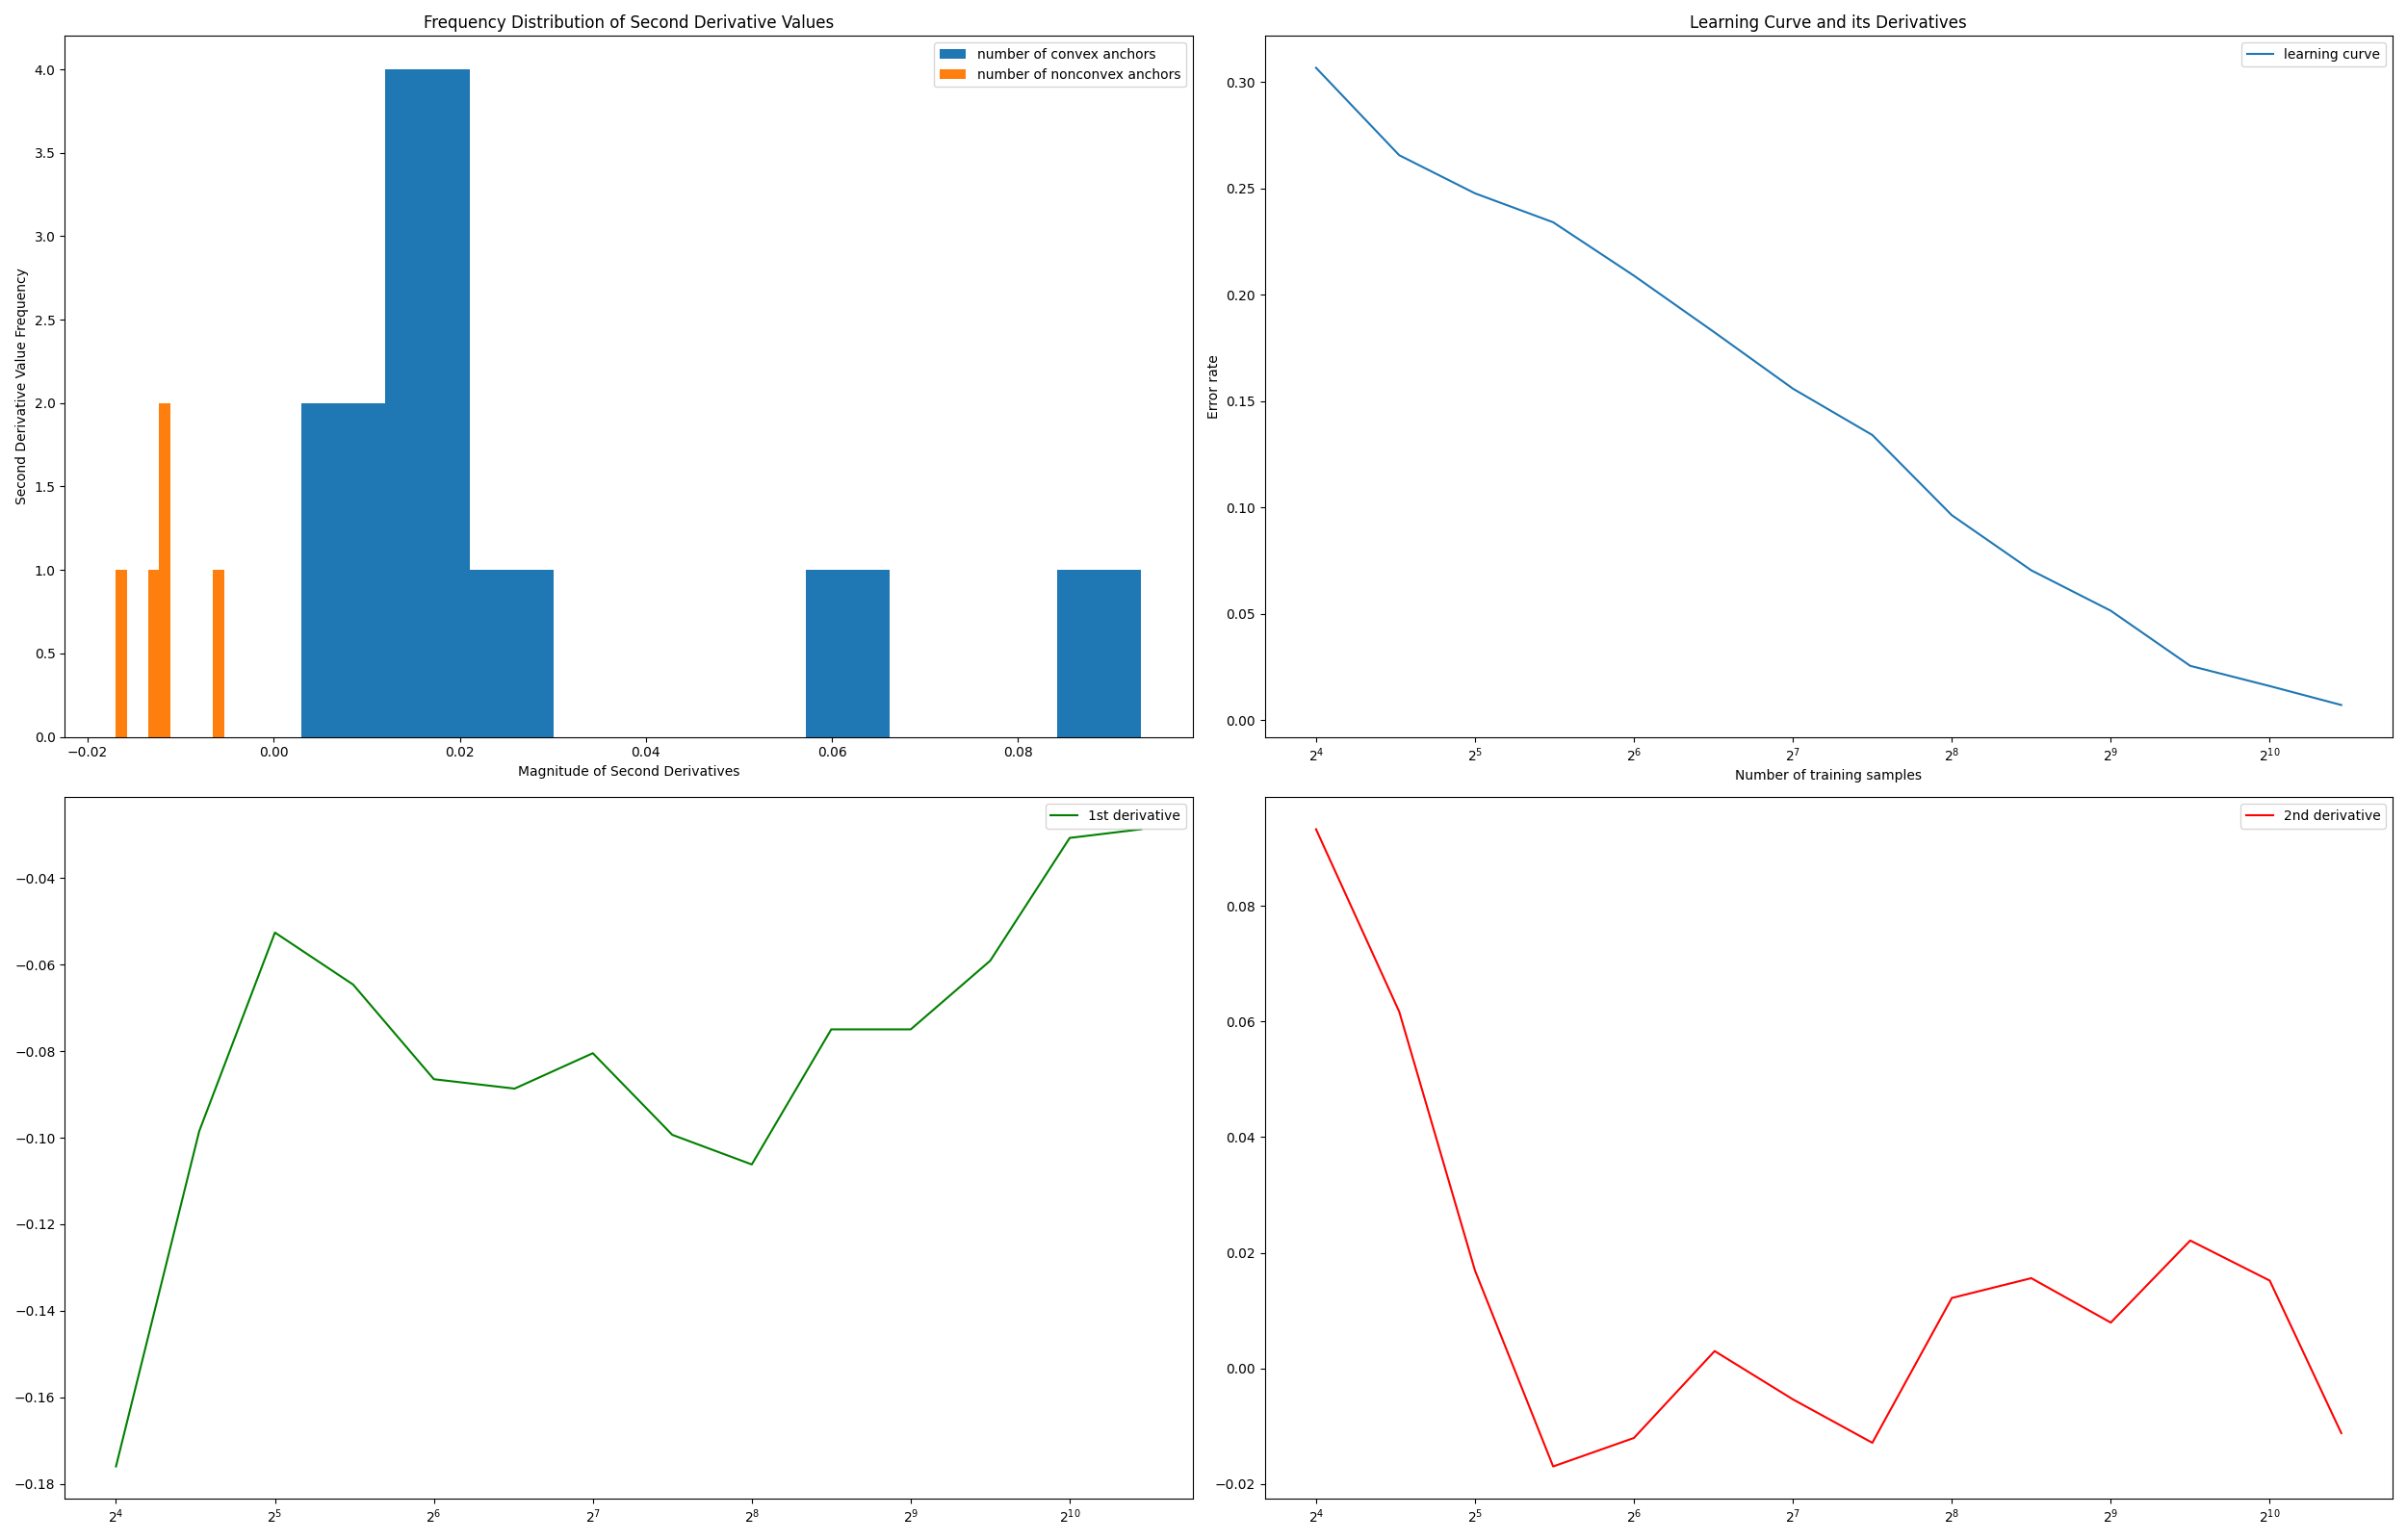 Frequency Distribution of Second Derivative Values
number of convex anchors
number of nonconvex anchors
4.0
3.5
3.0
2.5
2.0
1.5
1.0
0.5
0.0
Second Derivative Value Frequency
−0.02 0.00 0.02 0.04 0.06 0.08
Magnitude of Second Derivatives
Learning Curve and its Derivatives
learning curve
0.30
0.25
0.20
0.15
0.10
0.05
0.00
Error rate
2⁴ 2⁵ 2⁶ 2⁷ 2⁸ 2⁹ 2¹⁰
Number of training samples
1st derivative
−0.04
−0.06
−0.08
−0.10
−0.12
−0.14
−0.16
−0.18
2⁴ 2⁵ 2⁶ 2⁷ 2⁸ 2⁹ 2¹⁰
2nd derivative
0.08
0.06
0.04
0.02
0.00
−0.02
2⁴ 2⁵ 2⁶ 2⁷ 2⁸ 2⁹ 2¹⁰